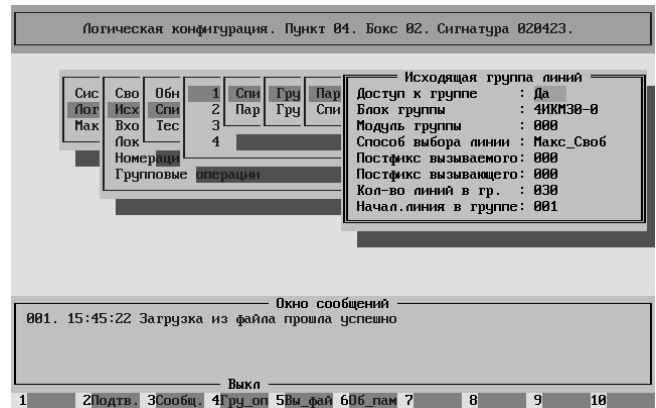 Логическая конфигурация. Пункт 04. Бокс 02. Сигнатура 020423.
Исходящая группа линий
Сис Сво Обн 1 Спи Гру Пар Доступ к группе : Да
Лог Исх Спи 2 Пар Гру Спи Блок группы : 4ИКМ30-0
Мак Вхо Тес 3 Модуль группы : 000
Лок 4 Способ выбора линии : Макс_Своб
Номераци Постфикс вызываемого: 000
Групповые операции Постфикс вызывающего: 000
Кол-во линий в гр. : 030
Начал.линия в группе: 001
Окно сообщений
001. 15:45:22 Загрузка из файла прошла успешно
Выкл
1 2Подтв. 3Сообщ. 4Гру_оп 5Вы_фай 6Об_пам 7 8 9 10